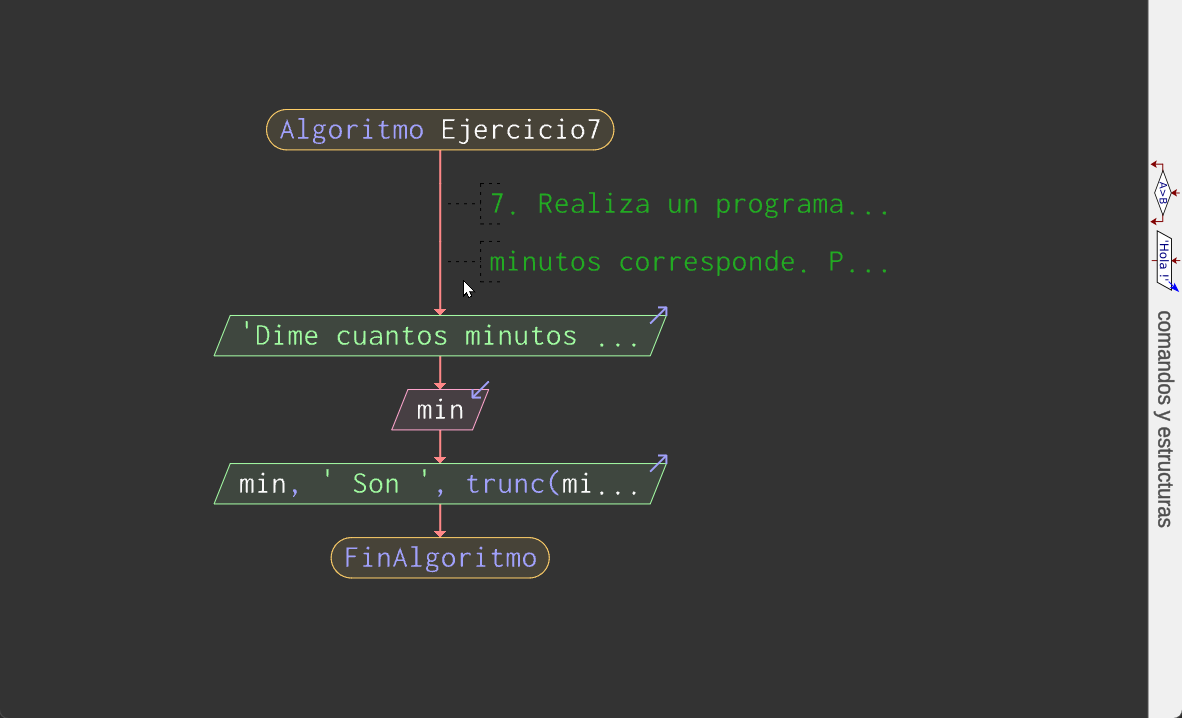 Algoritmo Ejercicio7
7. Realiza un programa...
minutos corresponde. P...
'Dime cuantos minutos ...
min
min, ' Son ', trunc(mi...
FinAlgoritmo
A>B
'Hola !'
comandos y estructuras